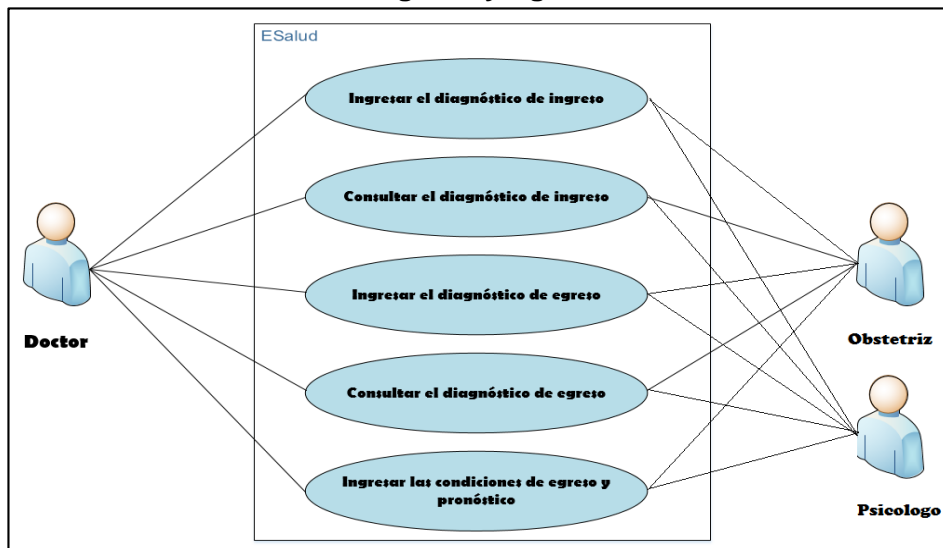 ESalud
Ingresar el diagnóstico de ingreso
Consultar el diagnóstico de ingreso
Ingresar el diagnóstico de egreso
Doctor
Obstetriz
Consultar el diagnóstico de egreso
Ingresar las condiciones de egreso y
pronóstico
Psicologo